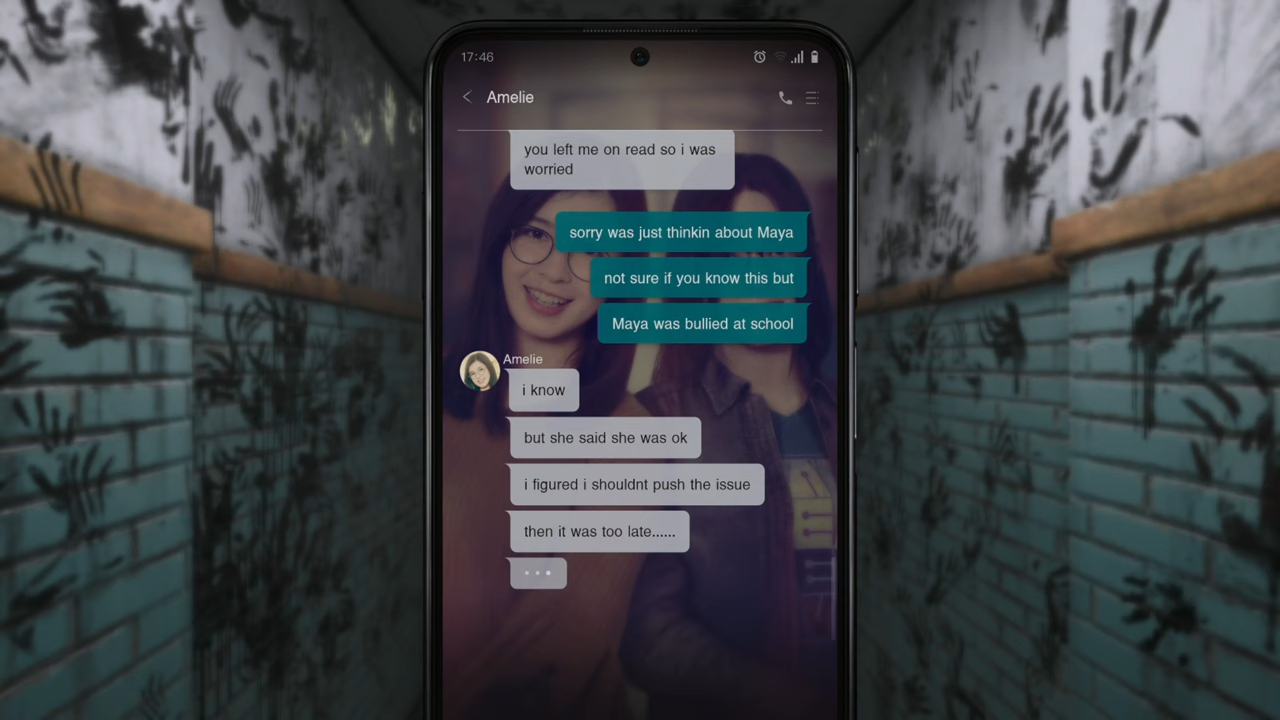 17:46
Amelie
you left me on read so i was
worried
sorry was just thinkin about Maya
not sure if you know this but
Maya was bullied at school
Amelie
i know
but she said she was ok
i figured i shouldnt push the issue
then it was too late......